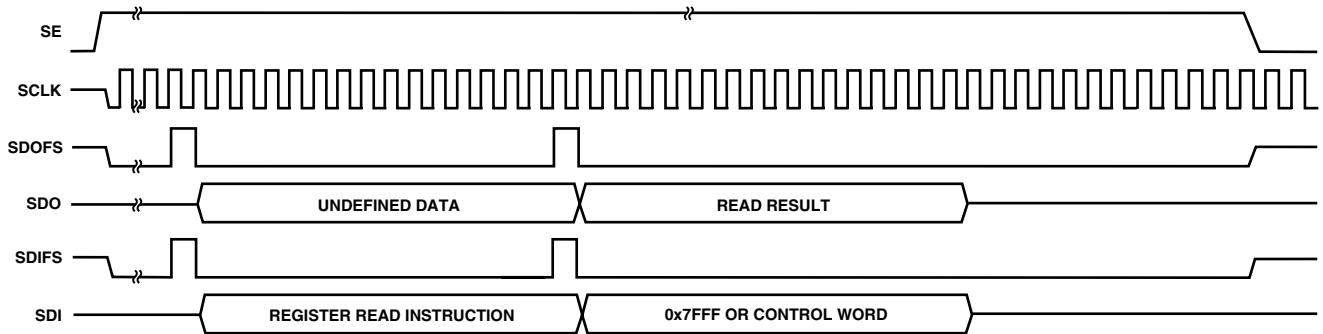 SE
SCLK
SDOFS
SDO UNDEFINED DATA READ RESULT
SDIFS
SDI REGISTER READ INSTRUCTION 0x7FFF OR CONTROL WORD